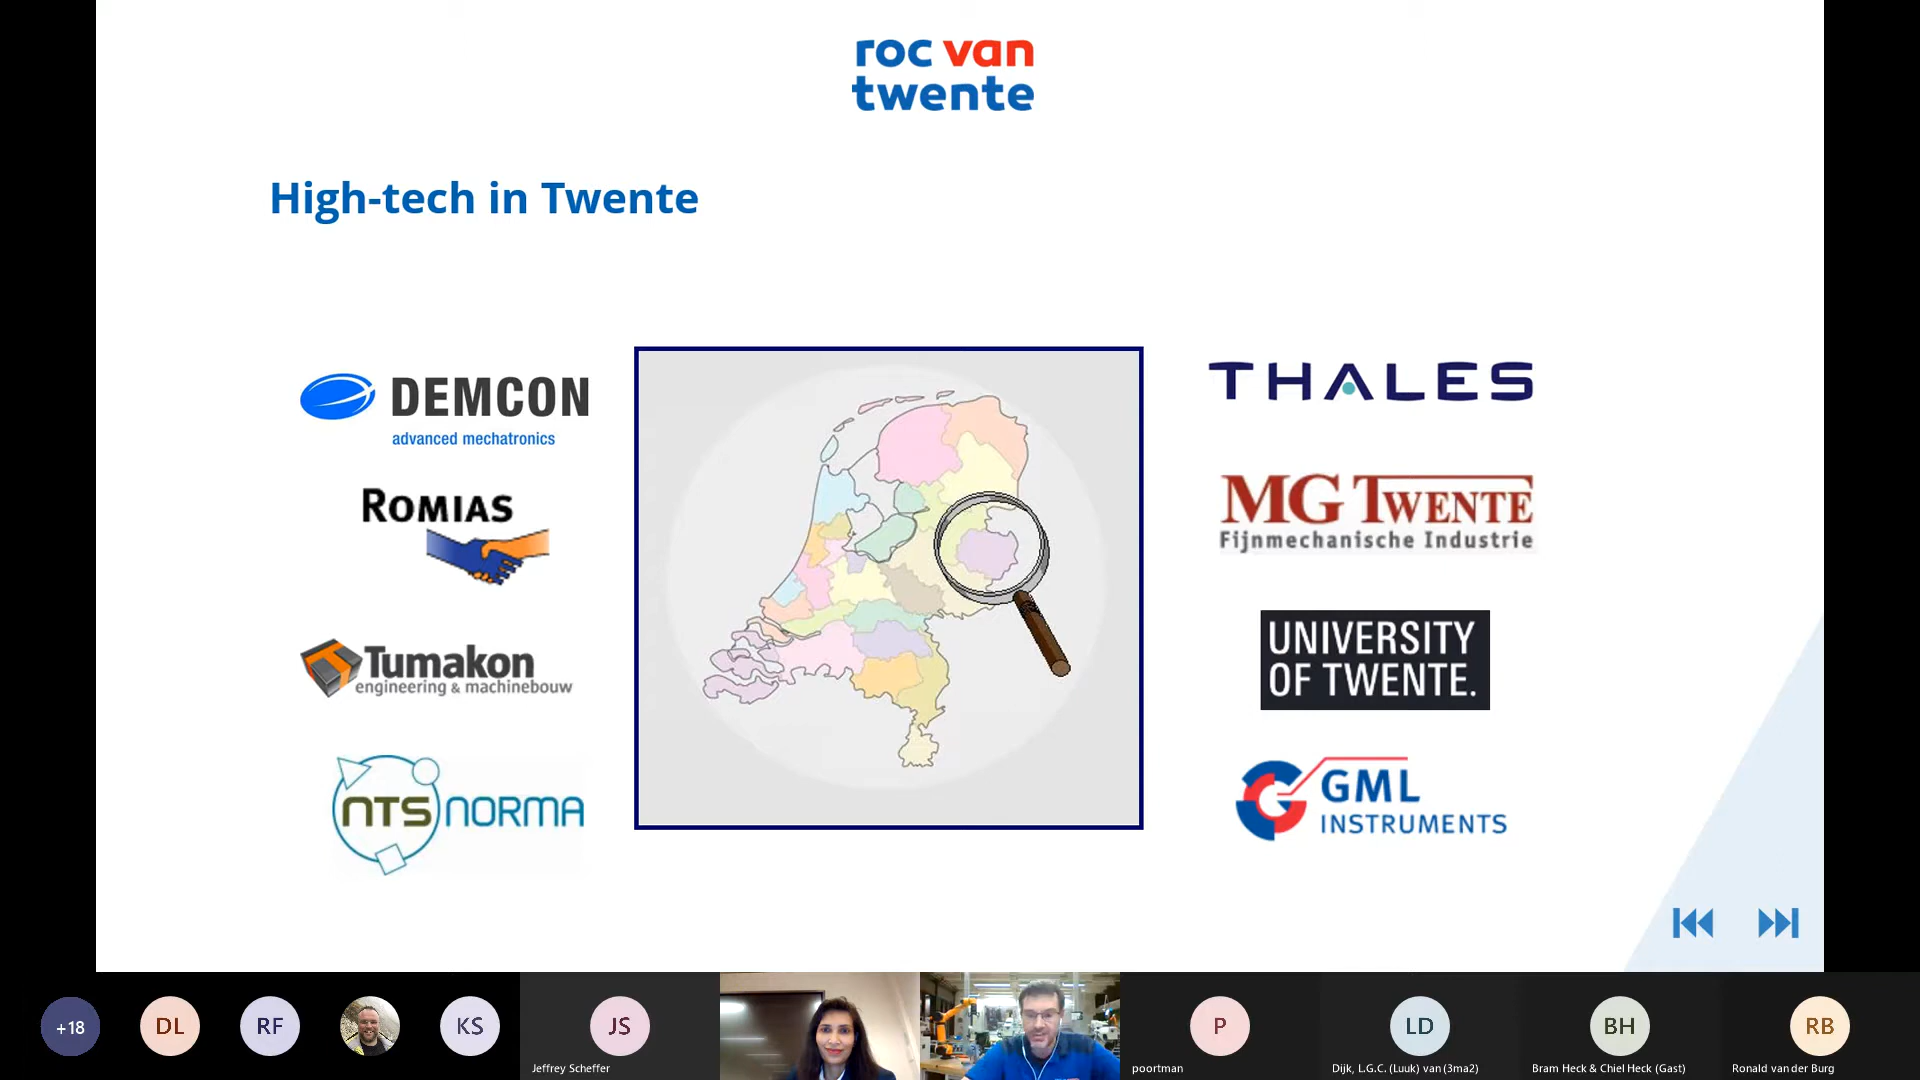 roc van
twente
High-tech in Twente
DEMCON
advanced mechatronics
ROMIAS
Tumakon
engineering & machinebouw
NTS NORMA
THALES
MG TWENTE
Fijnmechanische Industrie
UNIVERSITY
OF TWENTE.
GML
INSTRUMENTS
+18
DL
RF
KS
JS
Jeffrey Scheffer
P
poortman
LD
Dijk, L.G.C. (Luuk) van (3ma2)
BH
Bram Heck & Chiel Heck (Gast)
RB
Ronald van der Burg